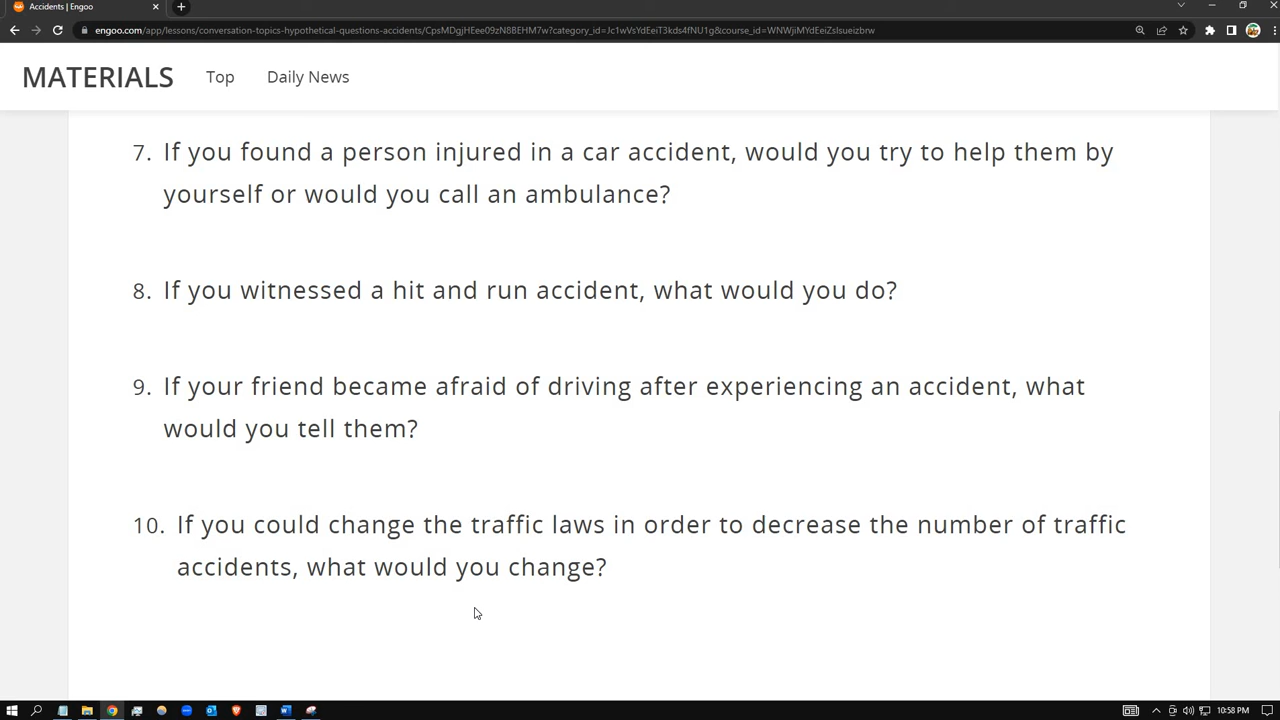 Accidents | Engoo
engoo.com/app/lessons/conversation-topics-hypothetical-questions-accidents/CpsMDgjHEee09zN8BEHM7w?category_id=Jc1wVsYdEeiT3kds4fNU1g&course_id=WNWjiMYdEeiZslsueizbrw
MATERIALS Top Daily News
7. If you found a person injured in a car accident, would you try to help them by
yourself or would you call an ambulance?
8. If you witnessed a hit and run accident, what would you do?
9. If your friend became afraid of driving after experiencing an accident, what
would you tell them?
10. If you could change the traffic laws in order to decrease the number of traffic
accidents, what would you change?
10:58 PM